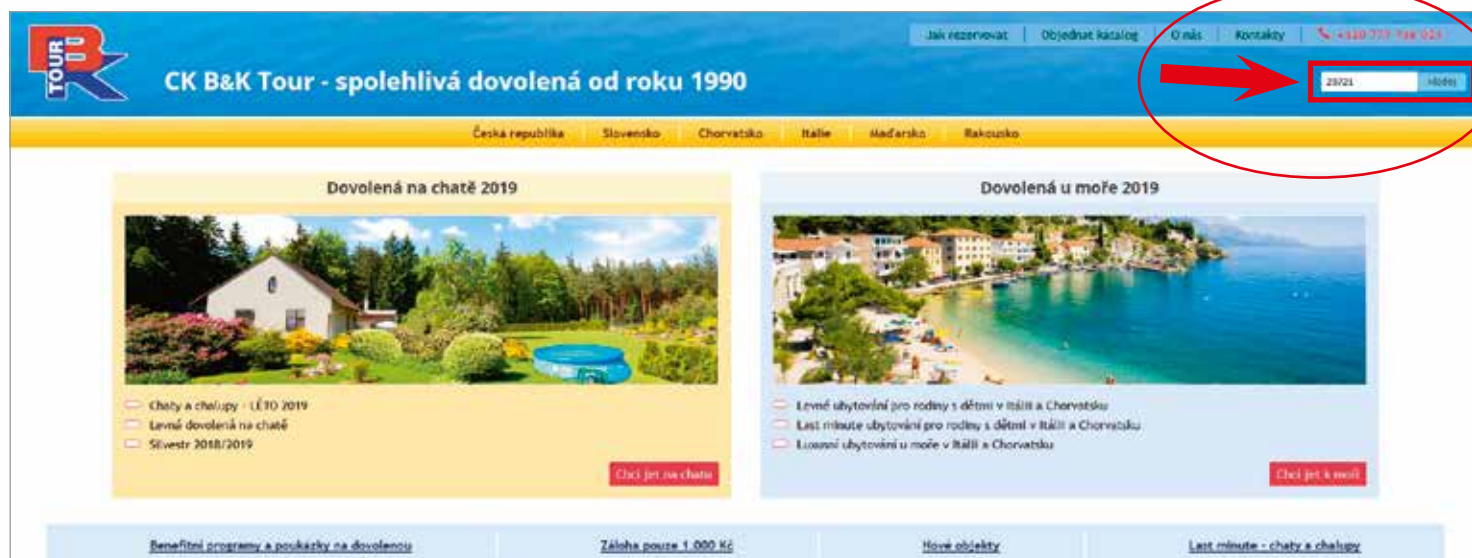 TOUR BK
Jak rezervovat | Objednat katalog | O nás | Kontakty
CK B&K Tour - spolehlivá dovolená od roku 1990
Hledej
Česká republika Slovensko Chorvatsko Itálie Maďarsko Rakousko
Dovolená na chatě 2019
Chaty a chalupy - LÉTO 2019
Levná dovolená na chatě
Silvestr 2018/2019
Chci jet na chatu
Dovolená u moře 2019
Levné ubytování pro rodiny s dětmi v Itálii a Chorvatsku
Last minute ubytování pro rodiny s dětmi v Itálii a Chorvatsku
Luxusní ubytování u moře v Itálii a Chorvatsku
Chci jet k moři
Benefitní programy a poukázky na dovolenou
Záloha pouze 1.000 Kč
Nové objekty
Last minute - chaty a chalupy